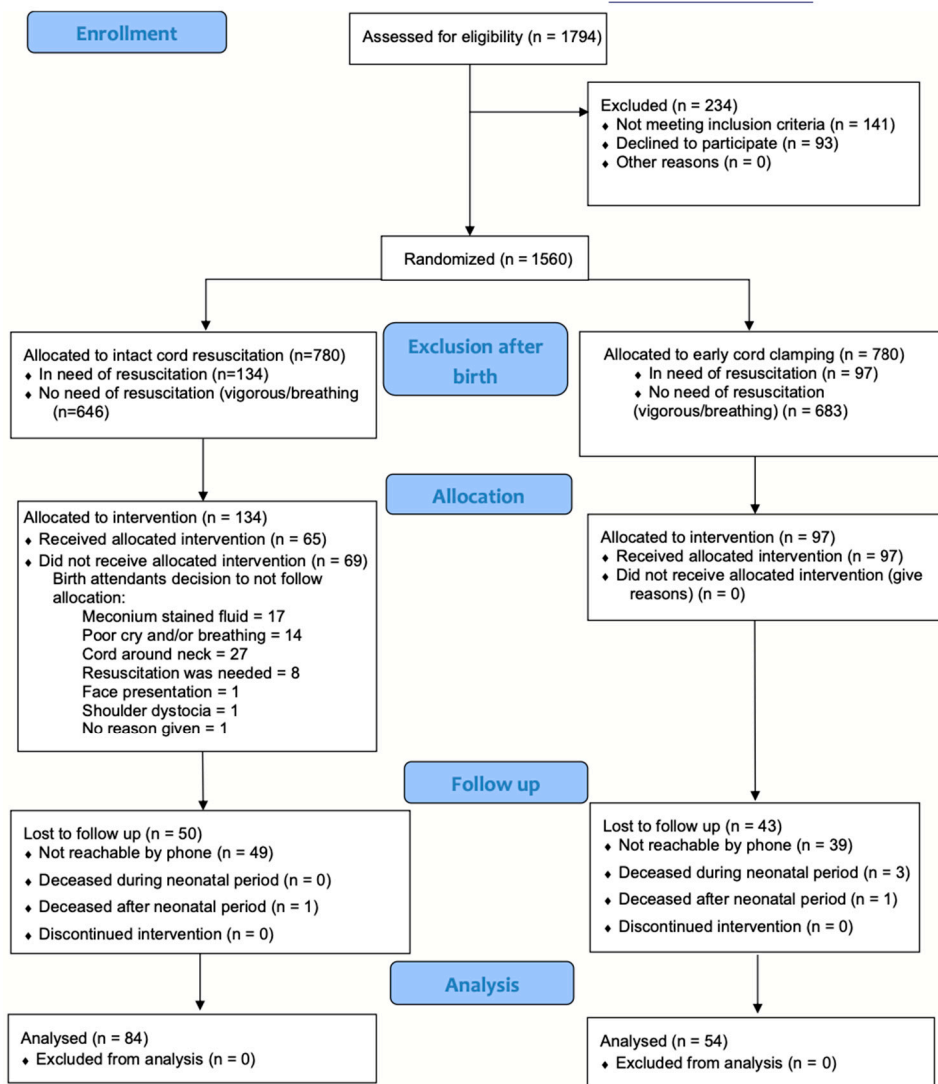 Enrollment
Assessed for eligibility (n = 1794)
Excluded (n = 234)
♦ Not meeting inclusion criteria (n = 141)
♦ Declined to participate (n = 93)
♦ Other reasons (n = 0)
Randomized (n = 1560)
Exclusion after
birth
Allocated to intact cord resuscitation (n=780)
♦ In need of resuscitation (n=134)
♦ No need of resuscitation (vigorous/breathing
(n=646)
Allocated to early cord clamping (n = 780)
♦ In need of resuscitation (n = 97)
♦ No need of resuscitation
(vigorous/breathing) (n = 683)
Allocation
Allocated to intervention (n = 134)
♦ Received allocated intervention (n = 65)
♦ Did not receive allocated intervention (n = 69)
Birth attendants decision to not follow
allocation:
Meconium stained fluid = 17
Poor cry and/or breathing = 14
Cord around neck = 27
Resuscitation was needed = 8
Face presentation = 1
Shoulder dystocia = 1
No reason given = 1
Allocated to intervention (n = 97)
♦ Received allocated intervention (n = 97)
♦ Did not receive allocated intervention (give
reasons) (n = 0)
Follow up
Lost to follow up (n = 50)
♦ Not reachable by phone (n = 49)
♦ Deceased during neonatal period (n = 0)
♦ Deceased after neonatal period (n = 1)
♦ Discontinued intervention (n = 0)
Lost to follow up (n = 43)
♦ Not reachable by phone (n = 39)
♦ Deceased during neonatal period (n = 3)
♦ Deceased after neonatal period (n = 1)
♦ Discontinued intervention (n = 0)
Analysis
Analysed (n = 84)
♦ Excluded from analysis (n = 0)
Analysed (n = 54)
♦ Excluded from analysis (n = 0)